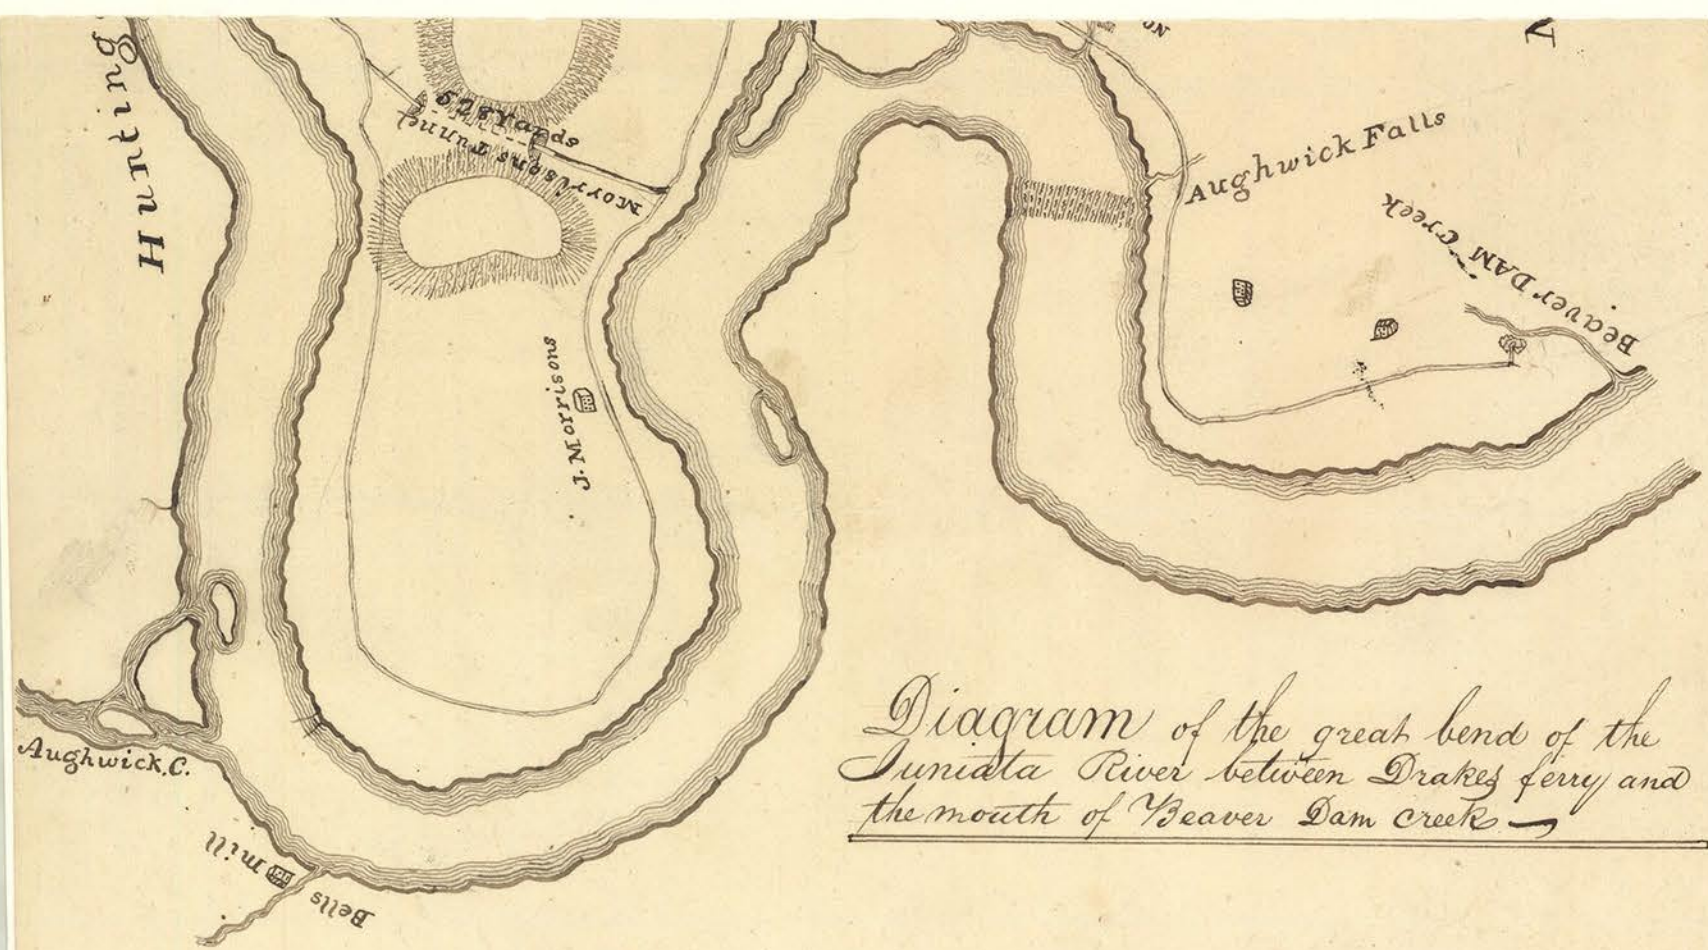 Hunting
Morrisons Tunnel
968 yards
J. Morrisons
Aughwick Falls
Beaver DAM Creek
Aughwick C.
Bells mill
Diagram of the great bend of the
Juniata River between Drakes ferry and
the mouth of Beaver Dam creek